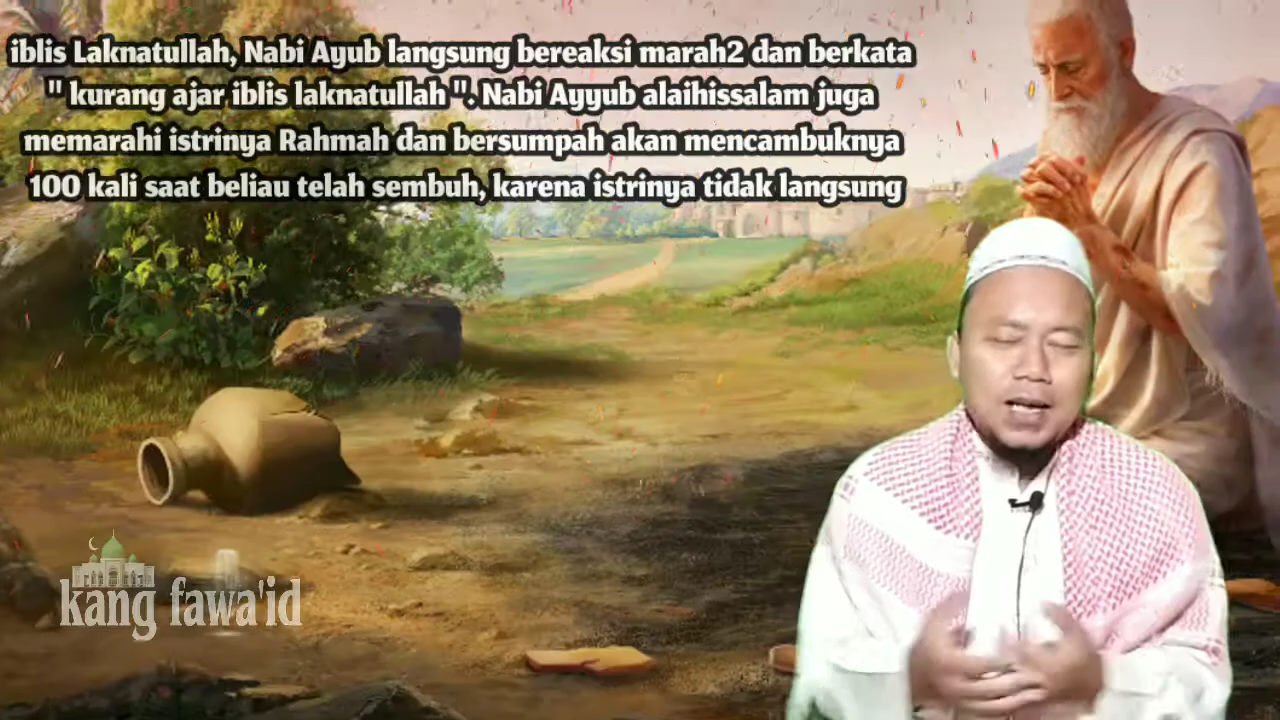 iblis Laknatullah, Nabi Ayub langsung bereaksi marah2 dan berkata
" kurang ajar iblis laknatullah ". Nabi Ayyub alaihissalam juga
memarahi istrinya Rahmah dan bersumpah akan mencambuknya
100 kali saat beliau telah sembuh, karena istrinya tidak langsung
kang fawa'id